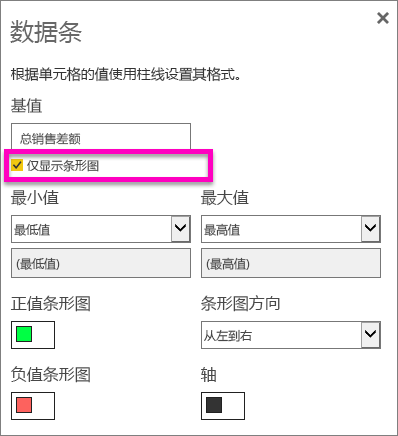 数据条
根据单元格的值使用柱线设置其格式。
基值
总销售差额
仅显示条形图
最小值 最大值
最低值 最高值
(最低值) (最高值)
正值条形图 条形图方向
从左到右
负值条形图 轴